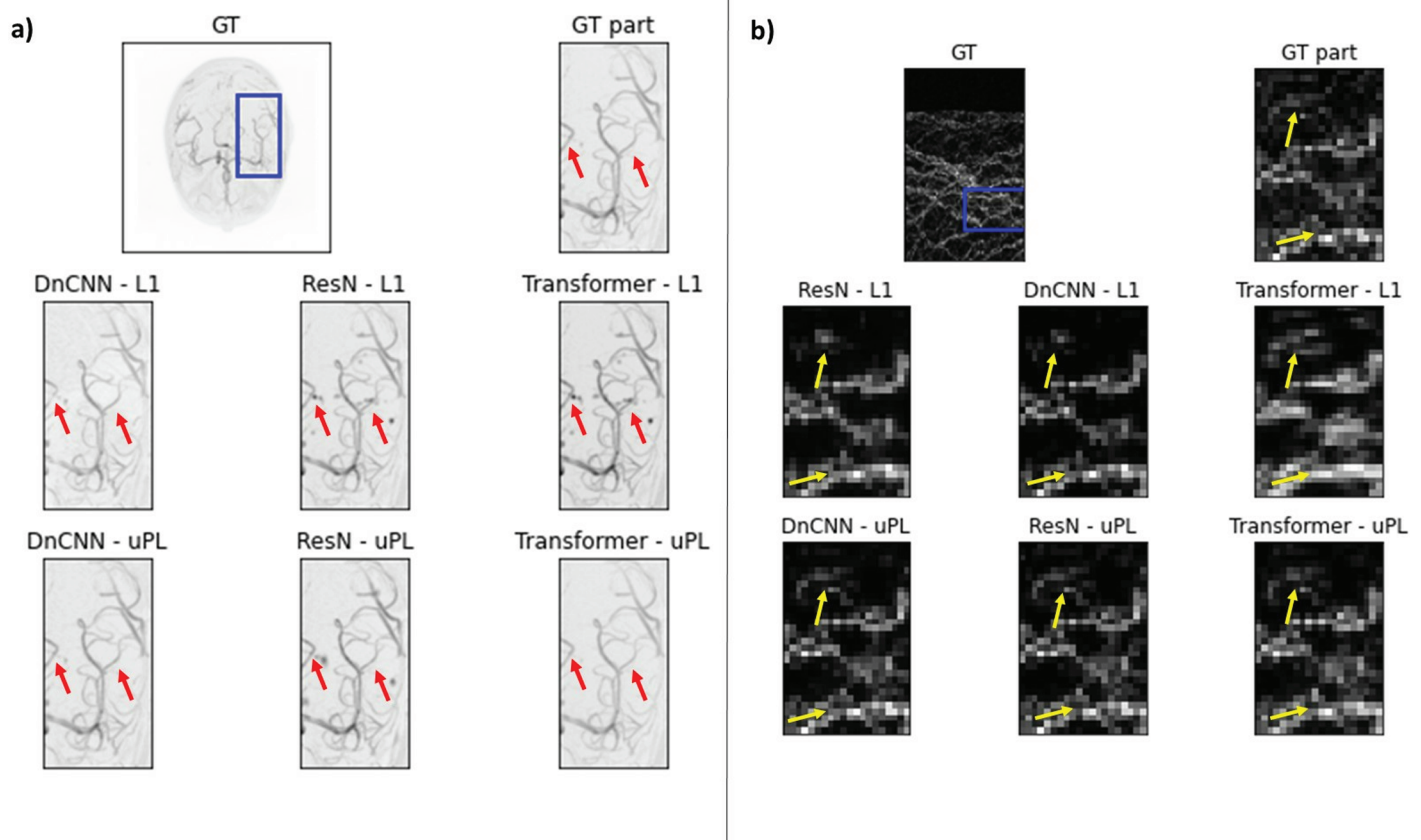 a)
GT
GT part
DnCNN - L1
ResN - L1
Transformer - L1
DnCNN - uPL
ResN - uPL
Transformer - uPL
b)
GT
GT part
ResN - L1
DnCNN - L1
Transformer - L1
DnCNN - uPL
ResN - uPL
Transformer - uPL